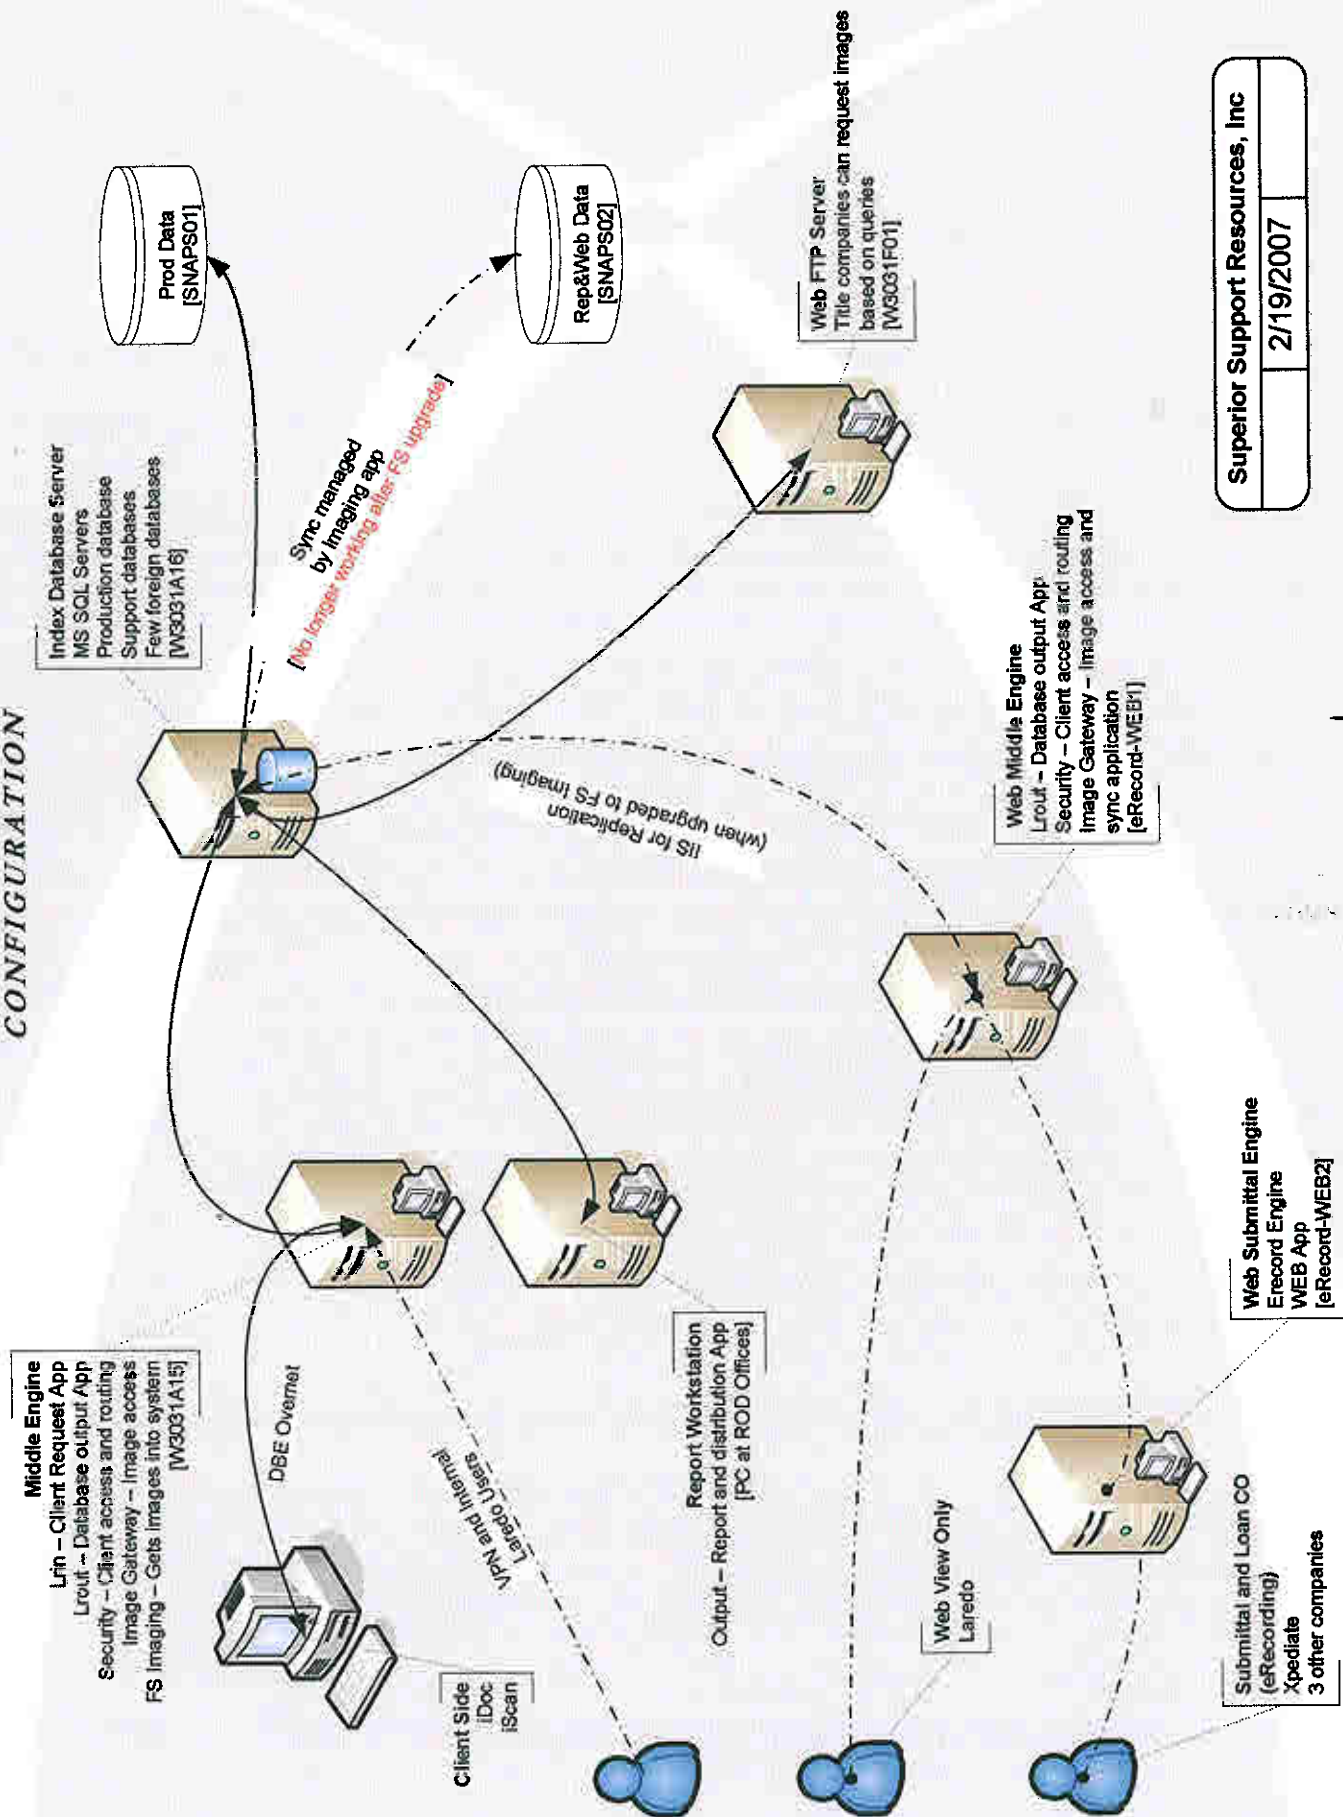 CONFIGURATION
Middle Engine
Lrin – Client Request App
Lrout – Database output App
Security – Client access and routing
Image Gateway – Image access
FS Imaging – Gets Images into system
[W3031A15]
Index Database Server
MS SQL Servers
Production database
Support databases
Few foreign databases
[W3031A16]
Prod Data
[SNAPS01]
DBE Overnet
Sync managed
by Imaging app
[No longer working after FS upgrade]
Client Side
iDoc
iScan
VPN and Internal
Laredo Users
Rep&Web Data
[SNAPS02]
IIS for Replication
(when upgraded to FS Imaging)
Report Workstation
Output – Report and distribution App
[PC at ROD Offices]
Web FTP Server
Title companies can request images
based on queries
[W3031F01]
Web View Only
Laredo
Web Middle Engine
Lrout – Database output App
Security – Client access and routing
Image Gateway – Image access and
sync application
[eRecord-WEB1]
Submittal and Loan CO
(eRecording)
Xpediate
3 other companies
Web Submittal Engine
Erecord Engine
WEB App
[eRecord-WEB2]
Superior Support Resources, Inc
2/19/2007